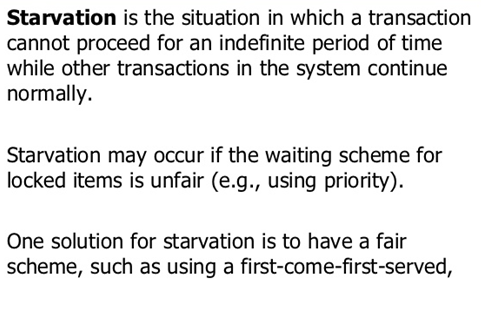 Starvation is the situation in which a transaction
cannot proceed for an indefinite period of time
while other transactions in the system continue
normally.
Starvation may occur if the waiting scheme for
locked items is unfair (e.g., using priority).
One solution for starvation is to have a fair
scheme, such as using a first-come-first-served,